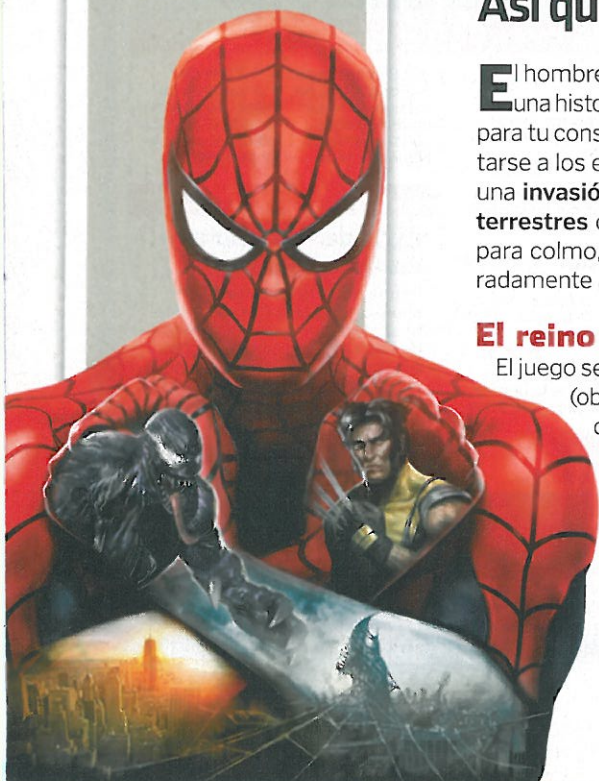 Así qu
El hombre
una histo
para tu cons
tarse a los e
una invasió
terrestres
para colmo,
radamente
El reino
El juego se
(ob